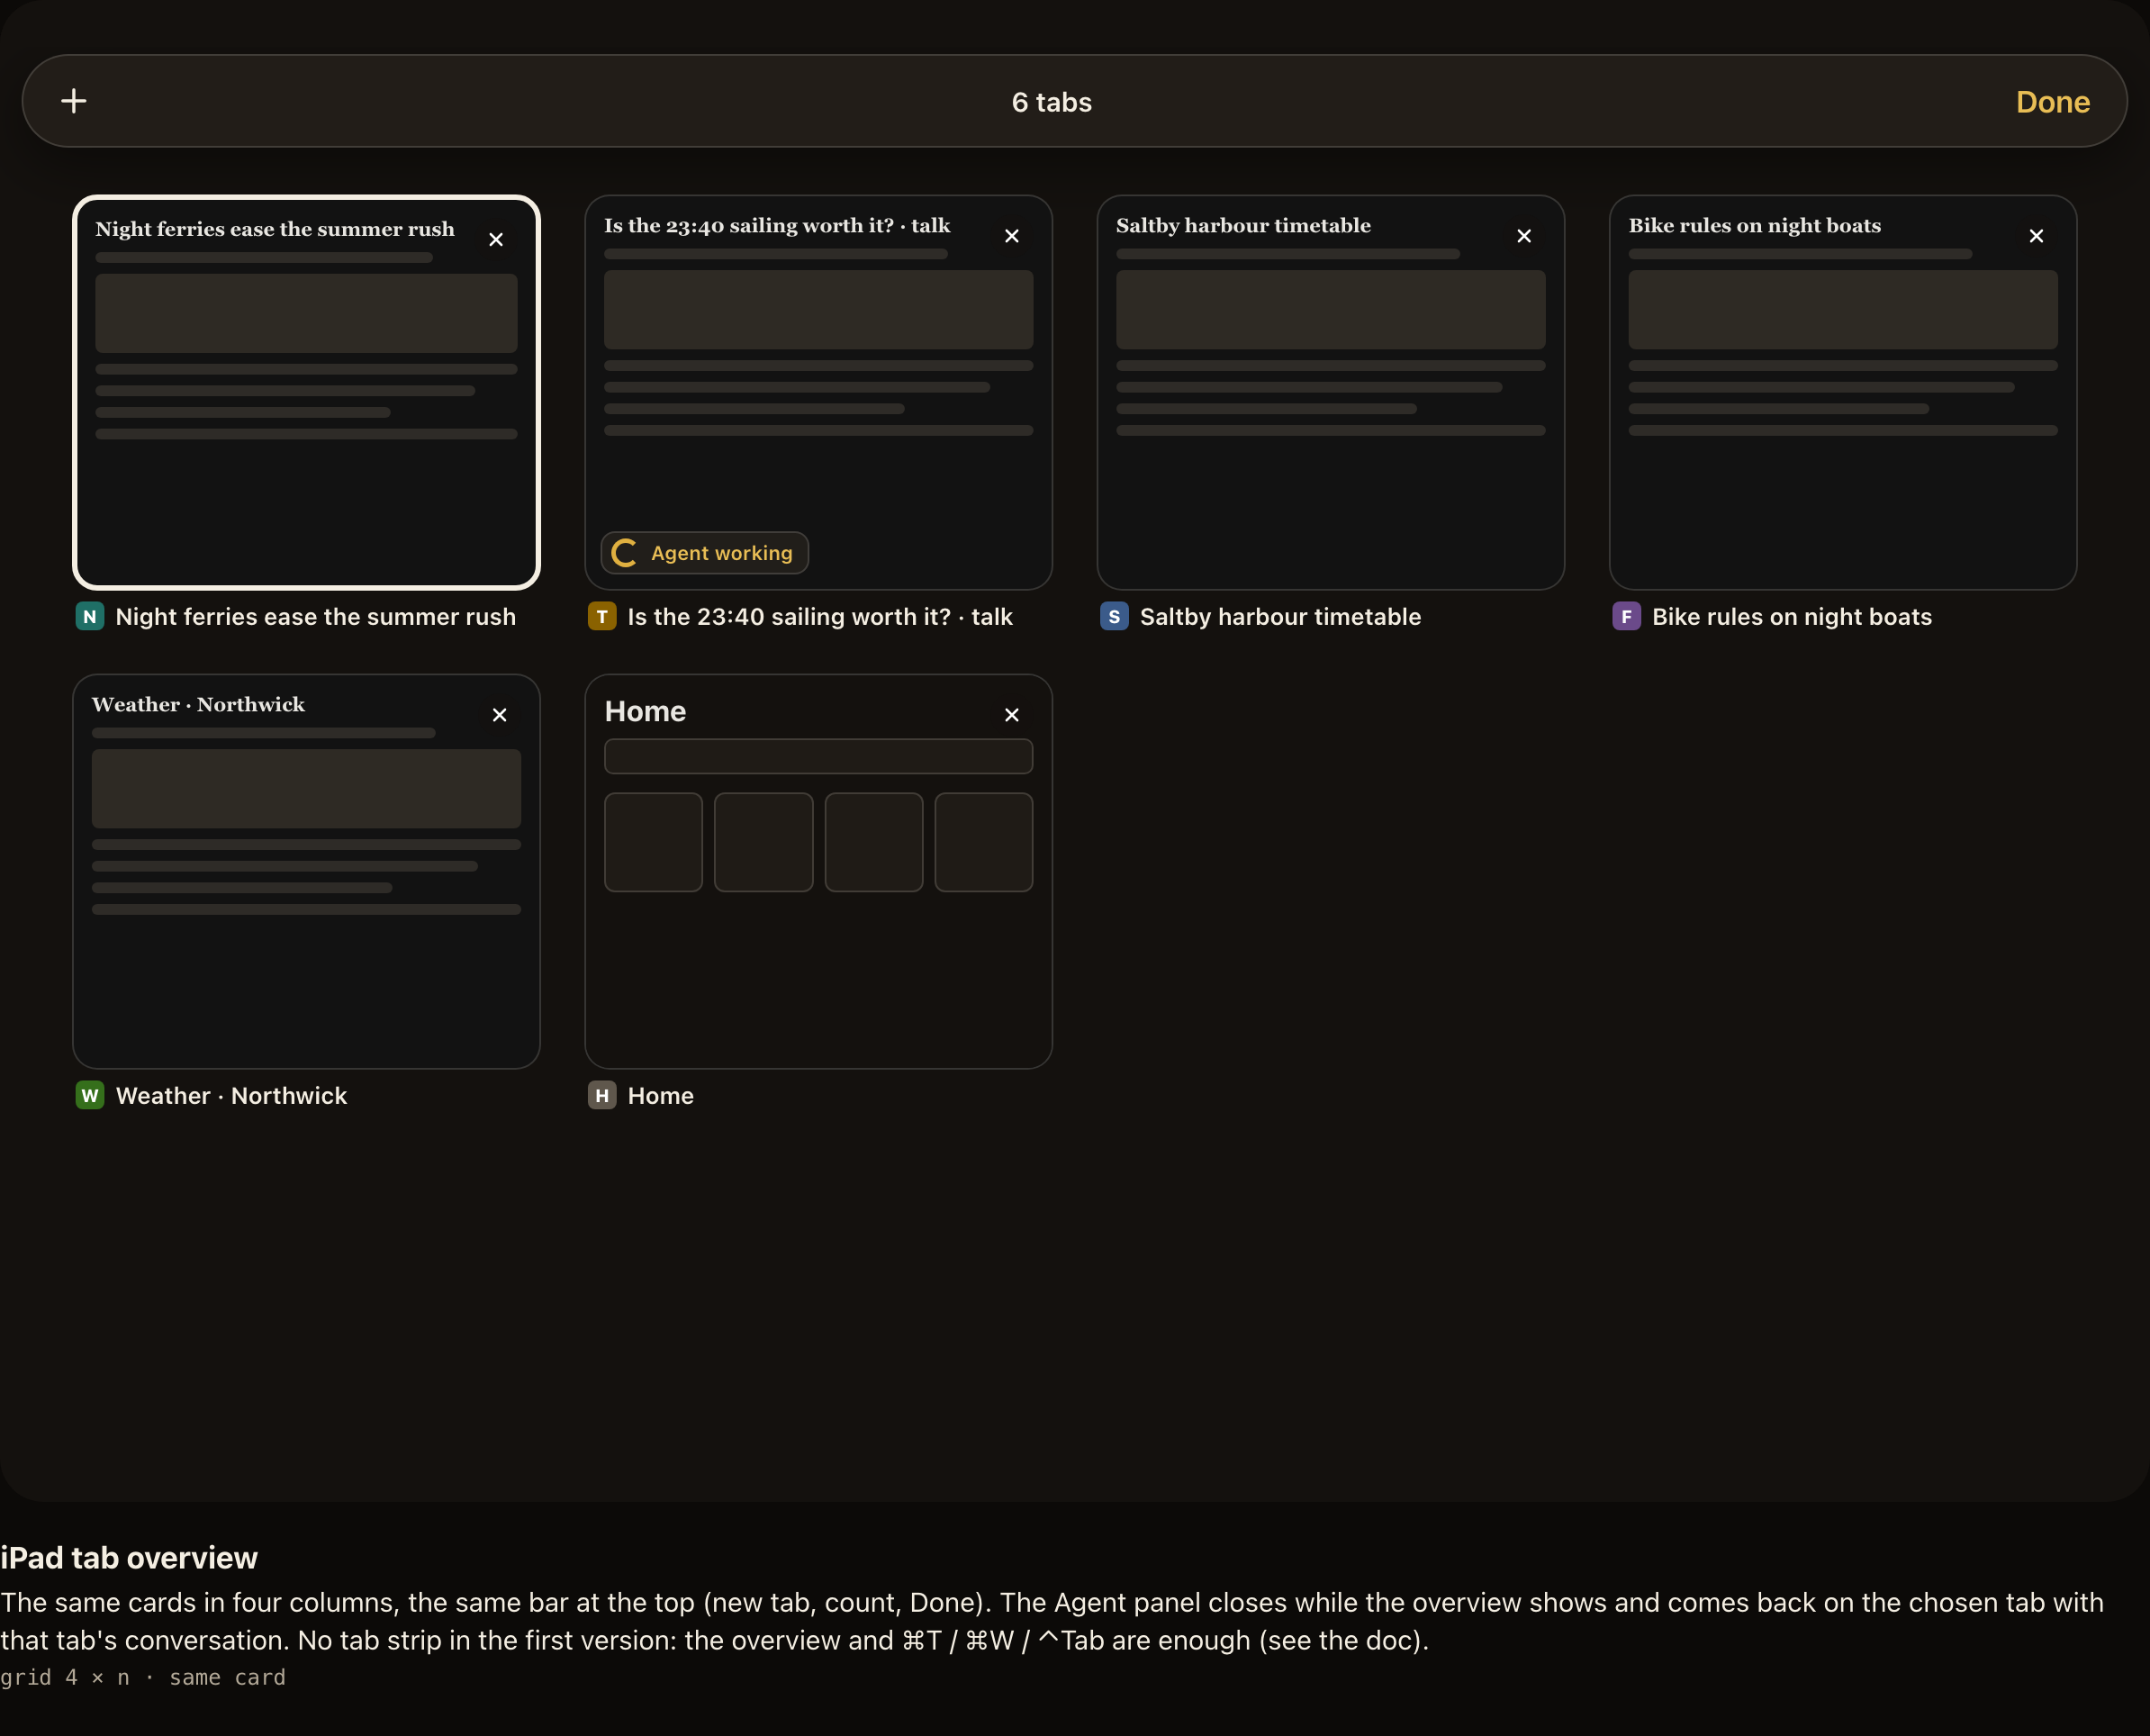 +
6 tabs
Done
Night ferries ease the summer rush ×
Is the 23:40 sailing worth it? · talk ×
Saltby harbour timetable ×
Bike rules on night boats ×
Agent working
N Night ferries ease the summer rush
T Is the 23:40 sailing worth it? · talk
S Saltby harbour timetable
F Bike rules on night boats
Weather · Northwick ×
Home ×
W Weather · Northwick
H Home
iPad tab overview
The same cards in four columns, the same bar at the top (new tab, count, Done). The Agent panel closes while the overview shows and comes back on the chosen tab with
that tab's conversation. No tab strip in the first version: the overview and ⌘T / ⌘W / ^Tab are enough (see the doc).
grid 4 × n · same card